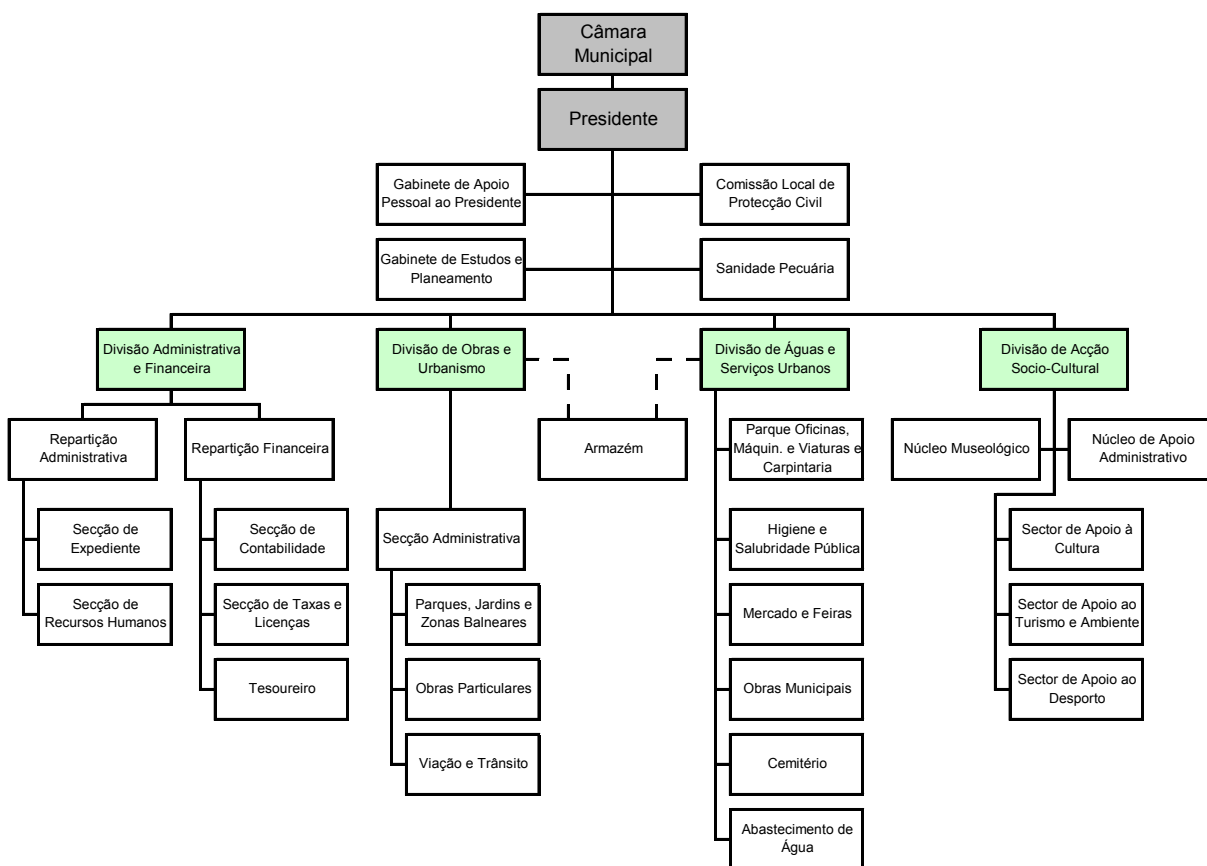 Câmara
Municipal
Presidente
Gabinete de Apoio
Pessoal ao Presidente
Comissão Local de
Protecção Civil
Gabinete de Estudos e
Planeamento
Sanidade Pecuária
Divisão Administrativa
e Financeira
Divisão de Obras e
Urbanismo
Divisão de Águas e
Serviços Urbanos
Divisão de Acção
Socio-Cultural
Repartição
Administrativa
Repartição Financeira
Armazém
Parque Oficinas,
Máquin. e Viaturas e
Carpintaria
Núcleo Museológico
Núcleo de Apoio
Administrativo
Secção de
Expediente
Secção de
Contabilidade
Secção Administrativa
Higiene e
Salubridade Pública
Sector de Apoio à
Cultura
Secção de
Recursos Humanos
Secção de Taxas e
Licenças
Parques, Jardins e
Zonas Balneares
Mercado e Feiras
Sector de Apoio ao
Turismo e Ambiente
Tesoureiro
Obras Particulares
Obras Municipais
Sector de Apoio ao
Desporto
Viação e Trânsito
Cemitério
Abastecimento de
Água